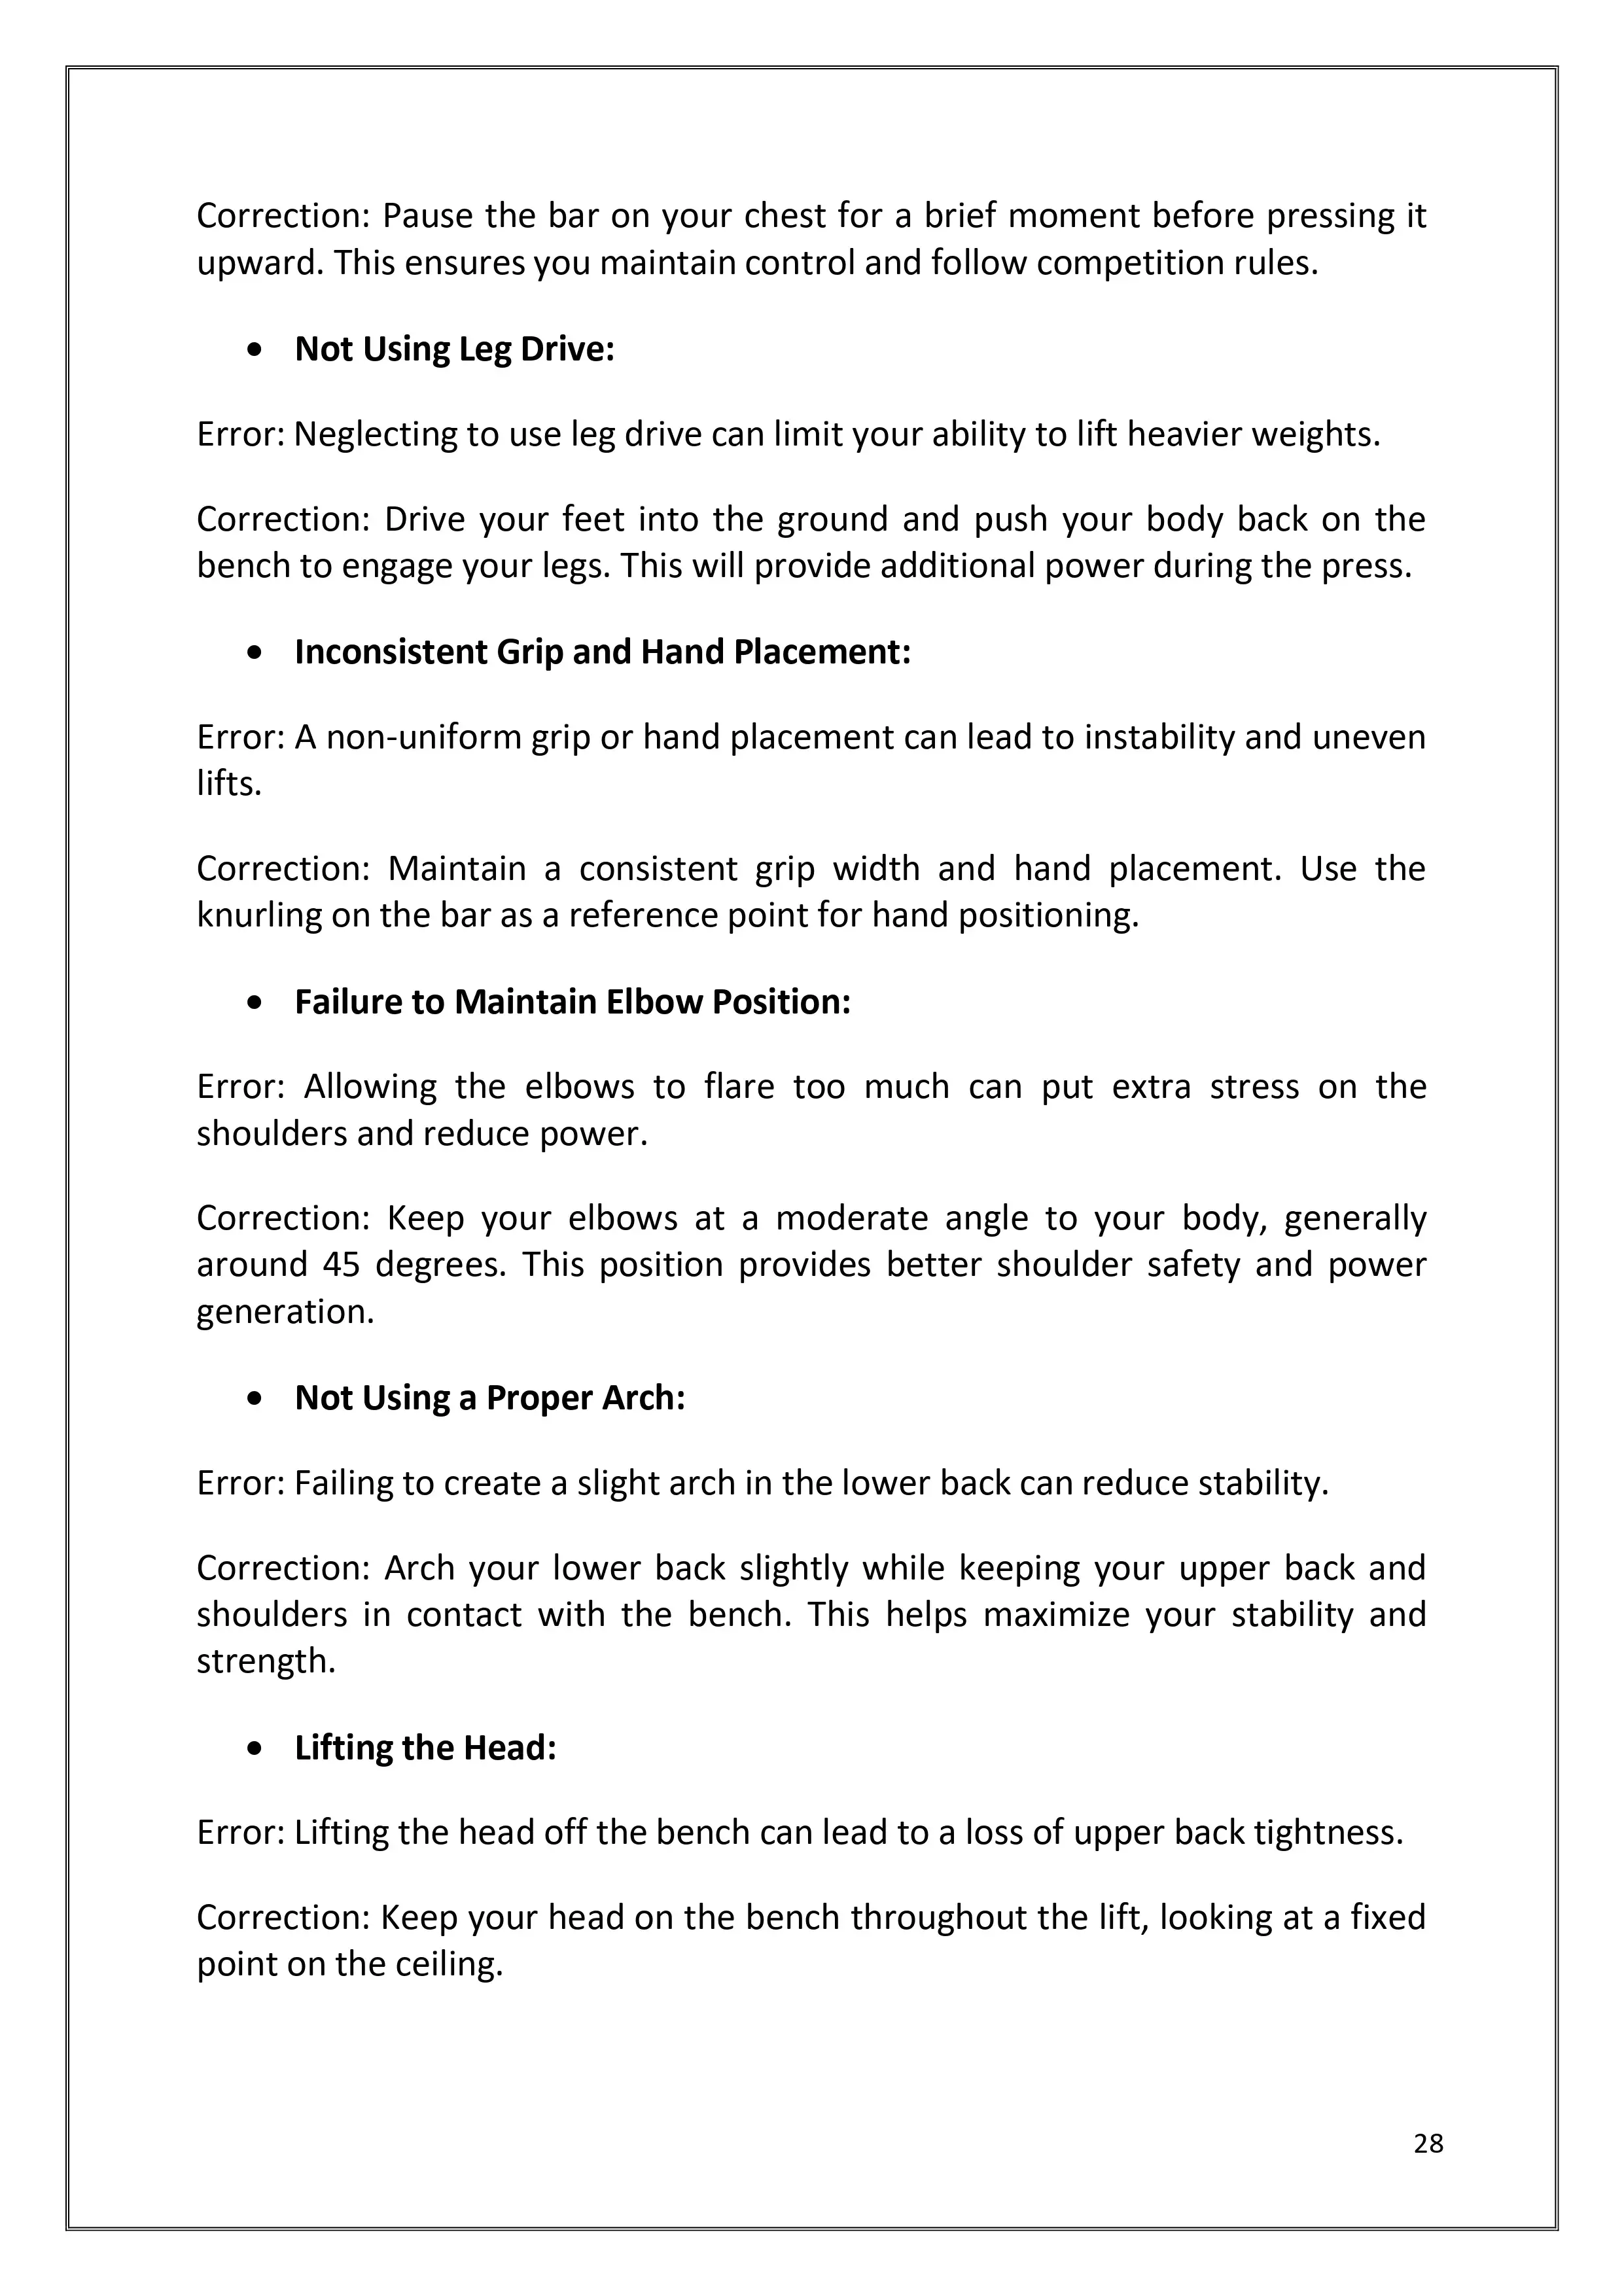 Correction: Pause the bar on your chest for a brief moment before pressing it
upward. This ensures you maintain control and follow competition rules.
• Not Using Leg Drive:
Error: Neglecting to use leg drive can limit your ability to lift heavier weights.
Correction: Drive your feet into the ground and push your body back on the
bench to engage your legs. This will provide additional power during the press.
• Inconsistent Grip and Hand Placement:
Error: A non-uniform grip or hand placement can lead to instability and uneven
lifts.
Correction: Maintain a consistent grip width and hand placement. Use the
knurling on the bar as a reference point for hand positioning.
• Failure to Maintain Elbow Position:
Error: Allowing the elbows to flare too much can put extra stress on the
shoulders and reduce power.
Correction: Keep your elbows at a moderate angle to your body, generally
around 45 degrees. This position provides better shoulder safety and power
generation.
• Not Using a Proper Arch:
Error: Failing to create a slight arch in the lower back can reduce stability.
Correction: Arch your lower back slightly while keeping your upper back and
shoulders in contact with the bench. This helps maximize your stability and
strength.
• Lifting the Head:
Error: Lifting the head off the bench can lead to a loss of upper back tightness.
Correction: Keep your head on the bench throughout the lift, looking at a fixed
point on the ceiling.
28